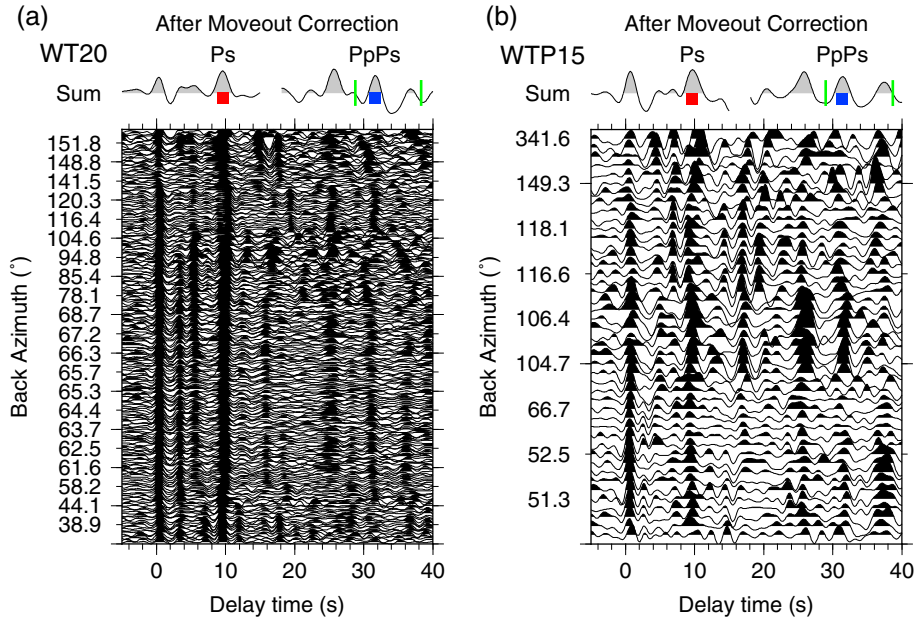 (a)
After Moveout Correction
WT20
Ps
PpPs
Sum
151.8
148.8
141.5
120.3
116.4
104.6
94.8
85.4
78.1
68.7
67.2
66.3
65.7
65.3
64.4
63.7
62.5
61.6
58.2
44.1
38.9
Back Azimuth (°)
0 10 20 30 40
Delay time (s)
(b)
After Moveout Correction
WTP15
Ps
PpPs
Sum
341.6
149.3
118.1
116.6
106.4
104.7
66.7
52.5
51.3
Back Azimuth (°)
0 10 20 30 40
Delay time (s)